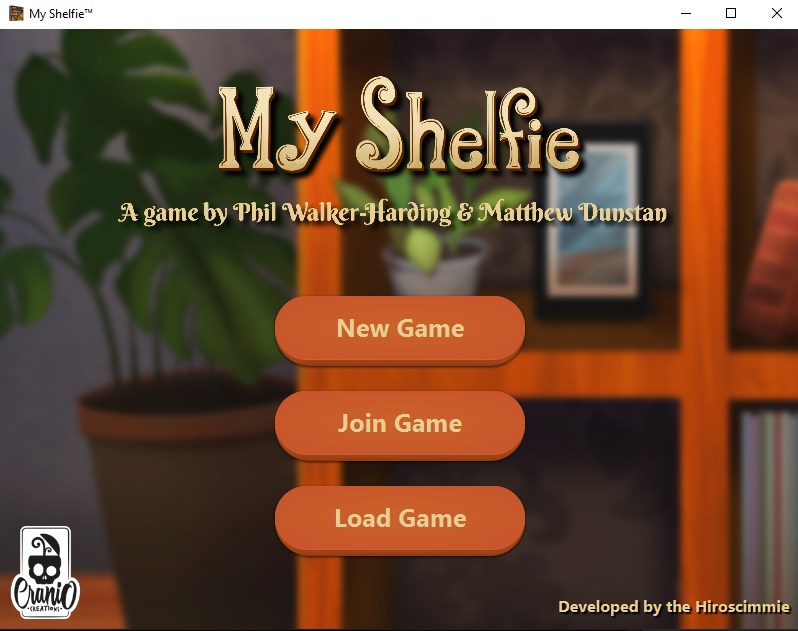 My Shelfie™
My Shelfie
A game by Phil Walker-Harding & Matthew Dunstan
New Game
Join Game
Load Game
Cranio
CREATIONS
Developed by the Hiroscimmie